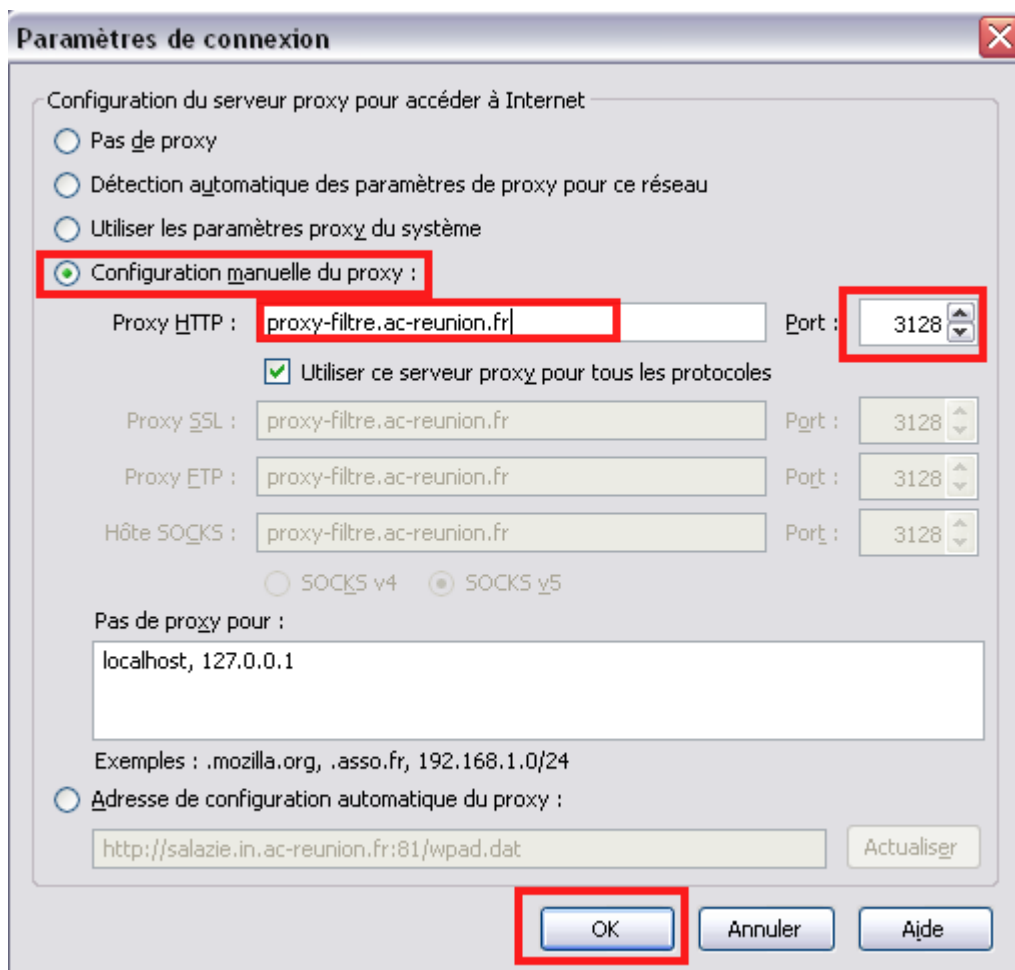 Paramètres de connexion
Configuration du serveur proxy pour accéder à Internet
Pas de proxy
Détection automatique des paramètres de proxy pour ce réseau
Utiliser les paramètres proxy du système
Configuration manuelle du proxy :
Proxy HTTP : proxy-filtre.ac-reunion.fr Port : 3128
Utiliser ce serveur proxy pour tous les protocoles
Proxy SSL : proxy-filtre.ac-reunion.fr Port : 3128
Proxy FTP : proxy-filtre.ac-reunion.fr Port : 3128
Hôte SOCKS : proxy-filtre.ac-reunion.fr Port : 3128
SOCKS v4 SOCKS v5
Pas de proxy pour :
localhost, 127.0.0.1
Exemples : .mozilla.org, .asso.fr, 192.168.1.0/24
Adresse de configuration automatique du proxy :
http://salazie.in.ac-reunion.fr:81/wpad.dat Actualiser
OK Annuler Aide